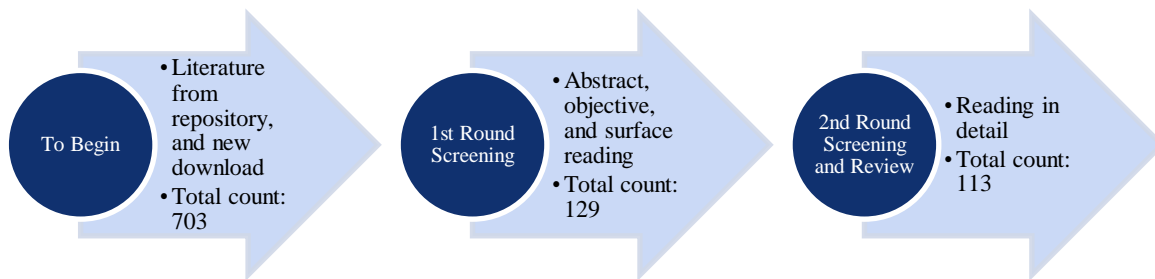 To Begin
• Literature
from
repository,
and new
download
• Total count:
703
1st Round
Screening
• Abstract,
objective,
and surface
reading
• Total count:
129
2nd Round
Screening
and Review
• Reading in
detail
• Total count:
113